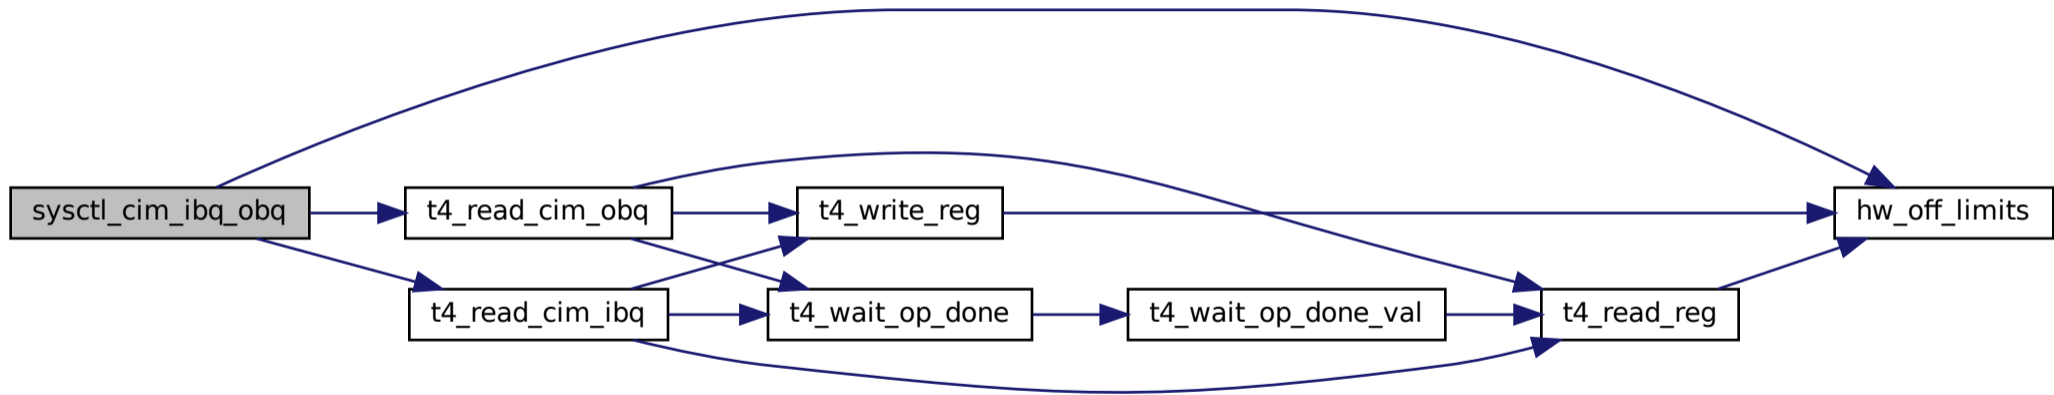 sysctl_cim_ibq_obq
t4_read_cim_obq
t4_write_reg
hw_off_limits
t4_read_cim_ibq
t4_wait_op_done
t4_wait_op_done_val
t4_read_reg